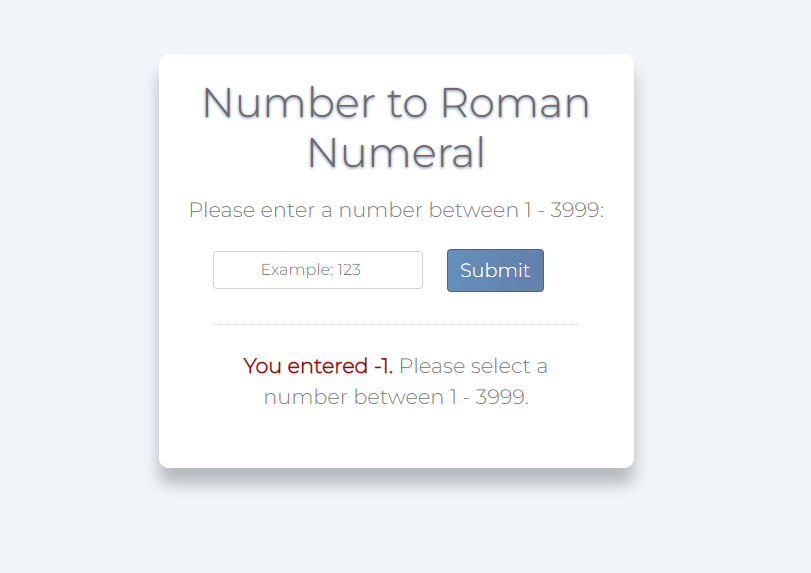 Number to Roman
Numeral
Please enter a number between 1 - 3999:
Example: 123
Submit
You entered -1. Please select a
number between 1 - 3999.